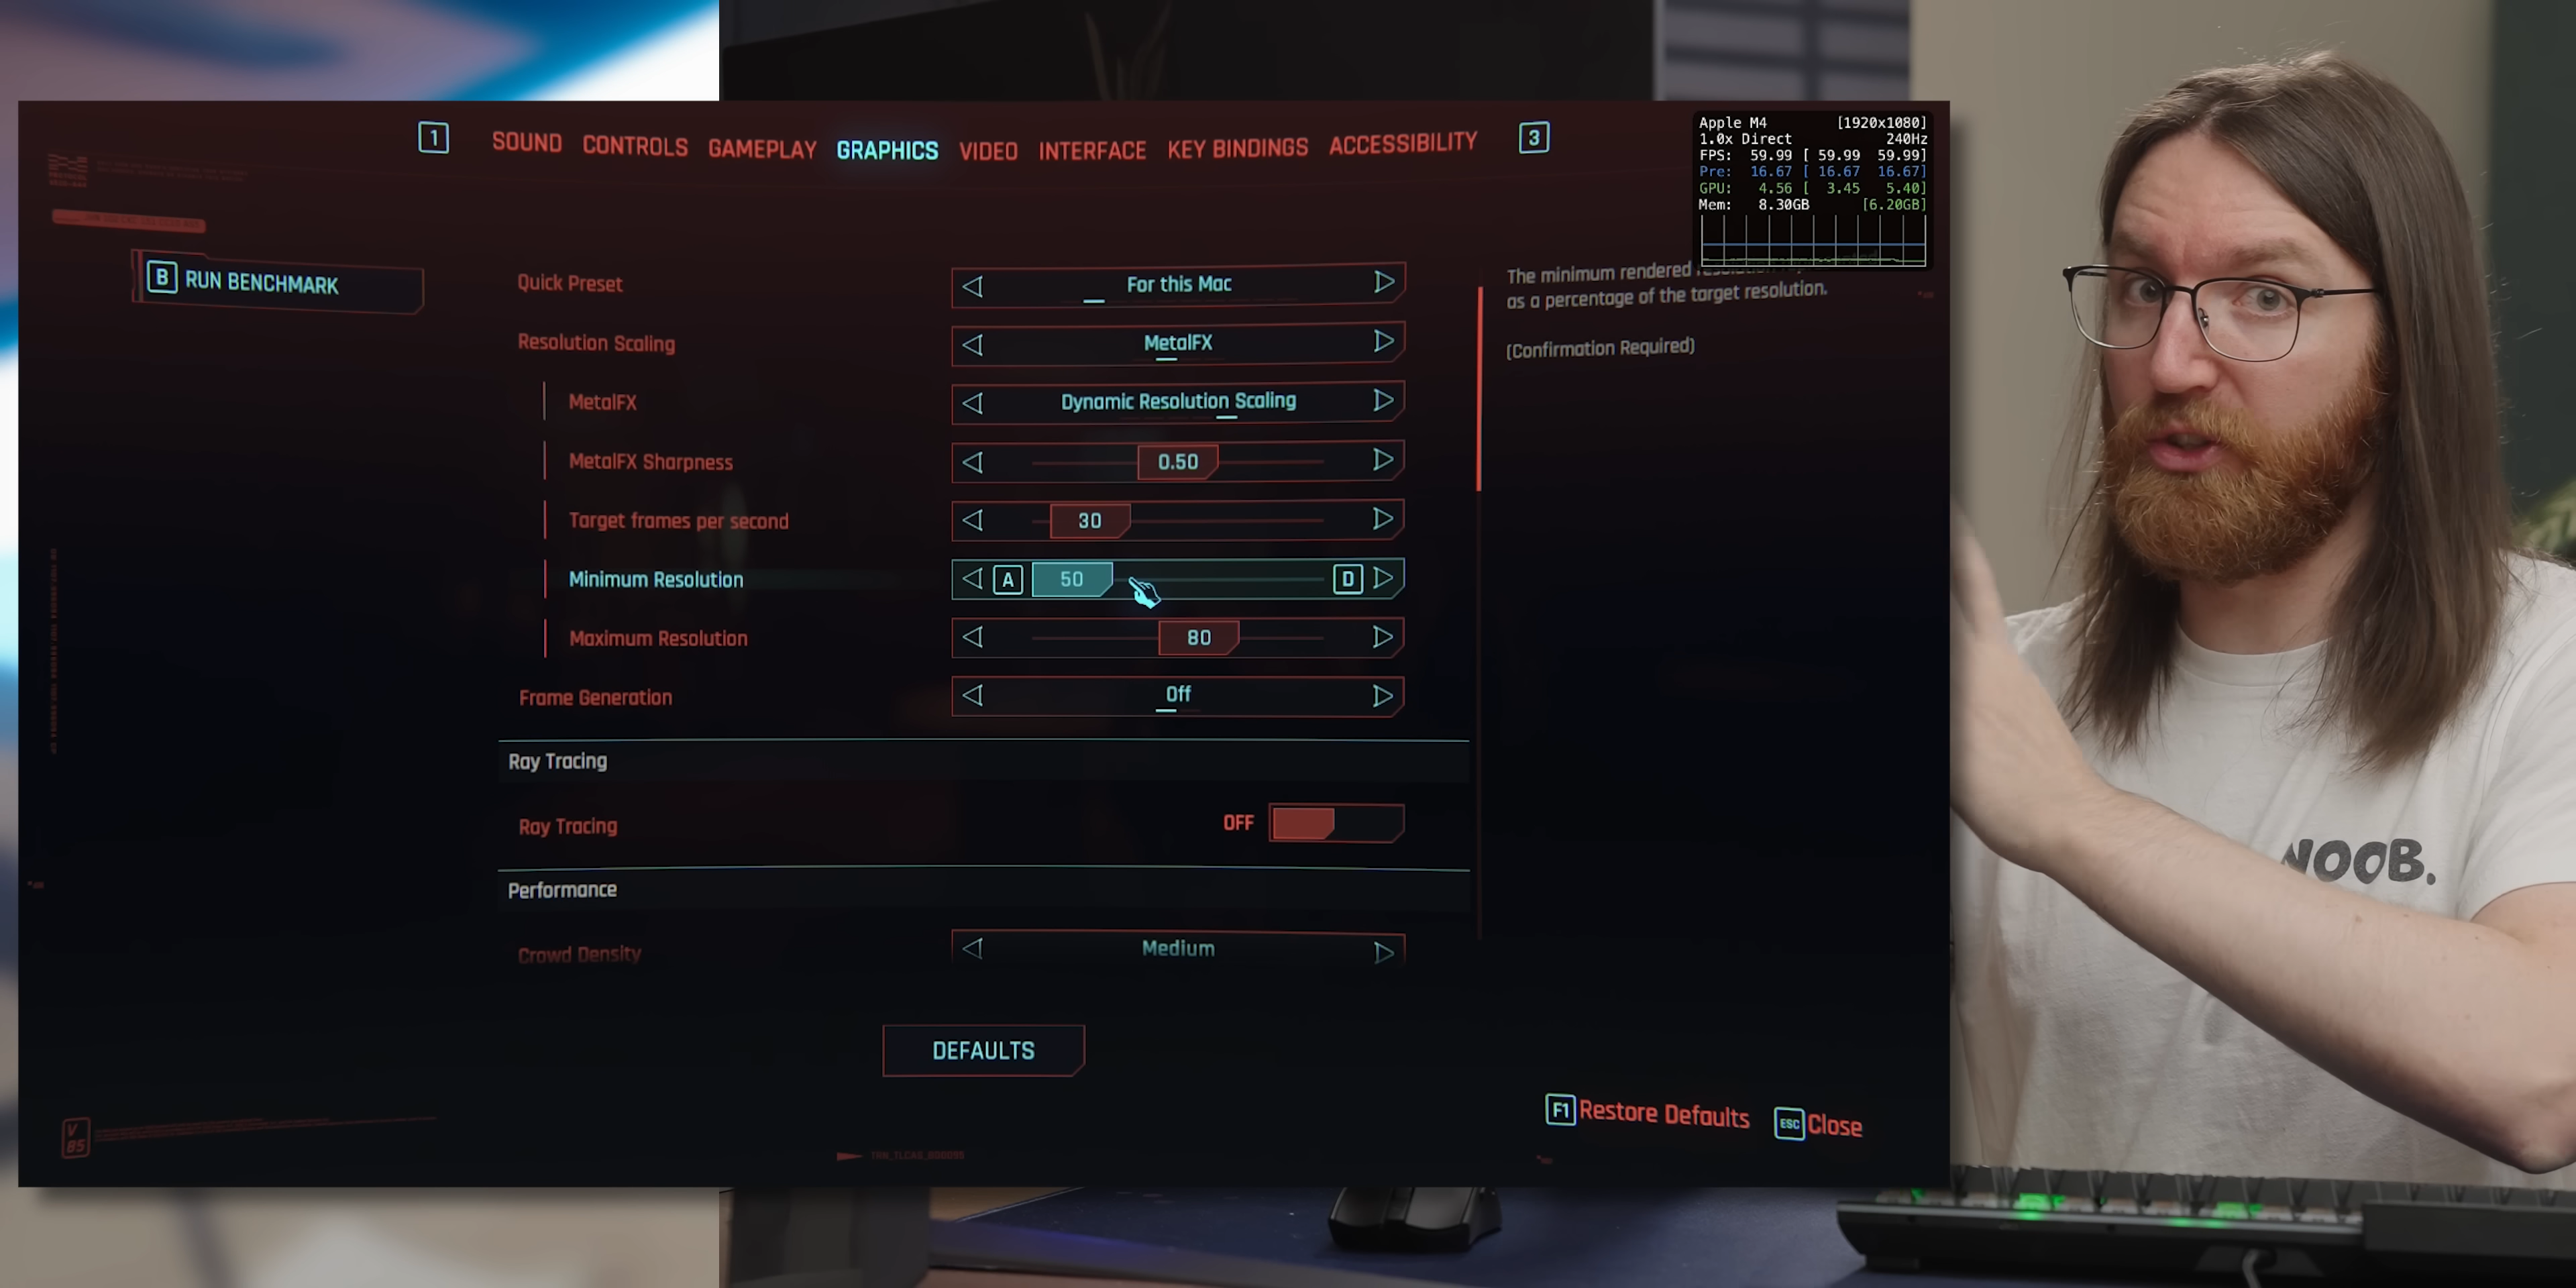 1 SOUND CONTROLS GAMEPLAY GRAPHICS VIDEO INTERFACE KEY BINDINGS ACCESSIBILITY 3
Apple M4 [1920x1080]
1.0x Direct 240Hz
FPS: 59.99 [ 59.99 59.99]
Pre: 16.67 [ 16.67 16.67]
GPU: 4.56 [ 3.45 5.40]
Mem: 8.30GB [6.20GB]
B RUN BENCHMARK
Quick Preset For this Mac
Resolution Scaling MetalFX
MetalFX Dynamic Resolution Scaling
MetalFX Sharpness 0.50
Target frames per second 30
Minimum Resolution A 50 D
Maximum Resolution 80
Frame Generation Off
Ray Tracing
Ray Tracing OFF
Performance
Crowd Density Medium
The minimum rendered
as a percentage of the target resolution.
(Confirmation Required)
DEFAULTS
F1 Restore Defaults ESC Close
V
85
NOOB.